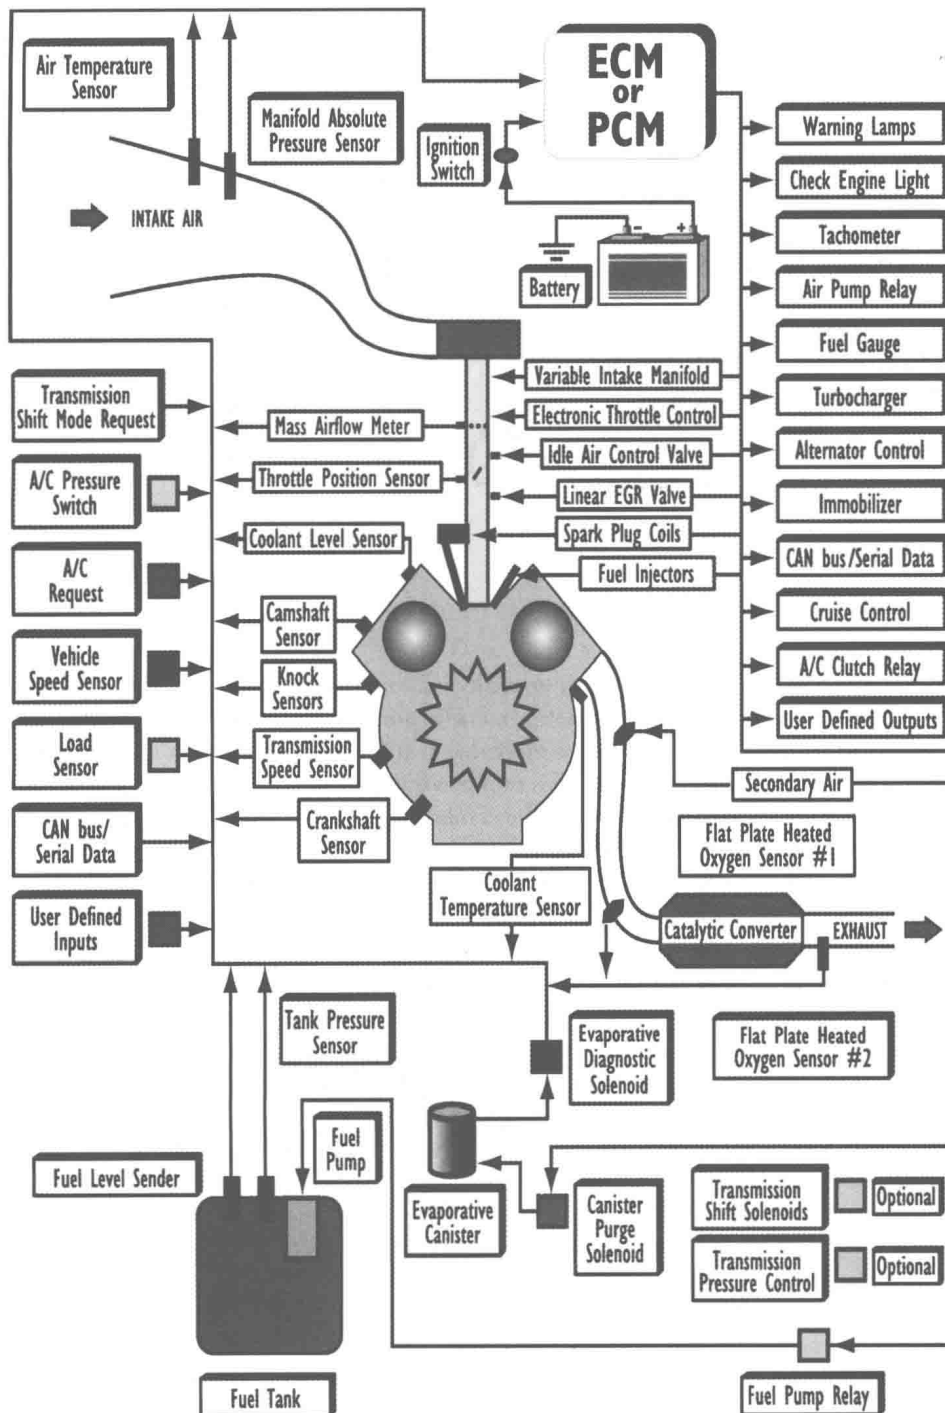 Air Temperature
Sensor
Manifold Absolute
Pressure Sensor
ECM
or
PCM
Ignition
Switch
INTAKE AIR
- +
Battery
Warning Lamps
Check Engine Light
Tachometer
Air Pump Relay
Fuel Gauge
Turbocharger
Alternator Control
Immobilizer
CAN bus/Serial Data
Cruise Control
A/C Clutch Relay
User Defined Outputs
Variable Intake Manifold
Electronic Throttle Control
Idle Air Control Valve
Linear EGR Valve
Spark Plug Coils
Fuel Injectors
Transmission
Shift Mode Request
A/C Pressure
Switch
A/C
Request
Vehicle
Speed Sensor
Load
Sensor
CAN bus/
Serial Data
User Defined
Inputs
Mass Airflow Meter
Throttle Position Sensor
Coolant Level Sensor
Camshaft
Sensor
Knock
Sensors
Transmission
Speed Sensor
Crankshaft
Sensor
Coolant
Temperature Sensor
Secondary Air
Flat Plate Heated
Oxygen Sensor #1
Catalytic Converter
EXHAUST
Flat Plate Heated
Oxygen Sensor #2
Tank Pressure
Sensor
Evaporative
Diagnostic
Solenoid
Fuel
Pump
Fuel Level Sender
Evaporative
Canister
Canister
Purge
Solenoid
Transmission
Shift Solenoids
Optional
Transmission
Pressure Control
Optional
Fuel Tank
Fuel Pump Relay